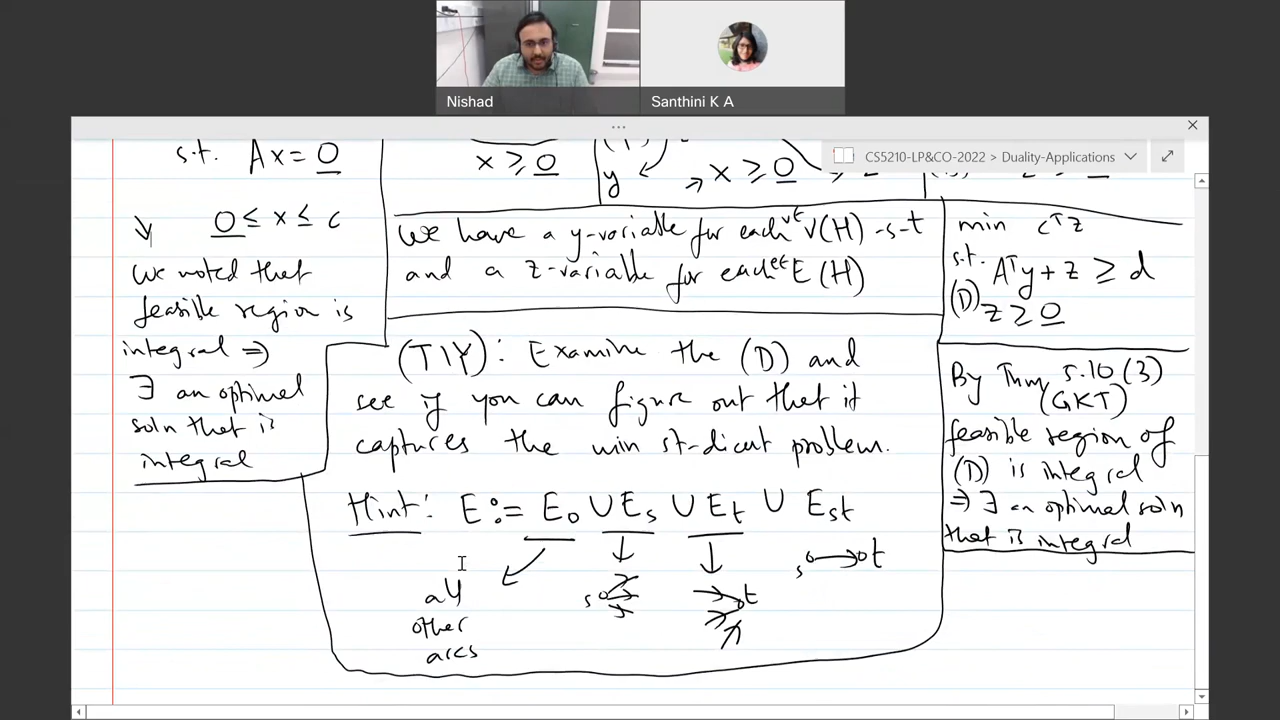 Nishad
Santhini K A
CS5210-LP&CO-2022 > Duality-Applications
s.t. Ax = 0
0 ≤ x ≤ c
we noted that
feasible region is
integral ⇒
∃ an optimal
soln that is
integral
x ≥ 0
y
x ≥ 0
We have a y-variable for each vt V(H) -s-t
and a z-variable for each et E(H)
min cᵀz
s.t. Aᵀy + z ≥ d
(D) z ≥ 0
(TIY): Examine the (D) and
see if you can figure out that it
captures the min st-dicut problem.
Hint: E := E₀ ∪ Es ∪ Et ∪ Est
all
other
arcs
s
t
s t
By Thm 5.10 (3)
(GKT)
feasible region of
(D) is integral
⇒ ∃ an optimal soln
that is integral